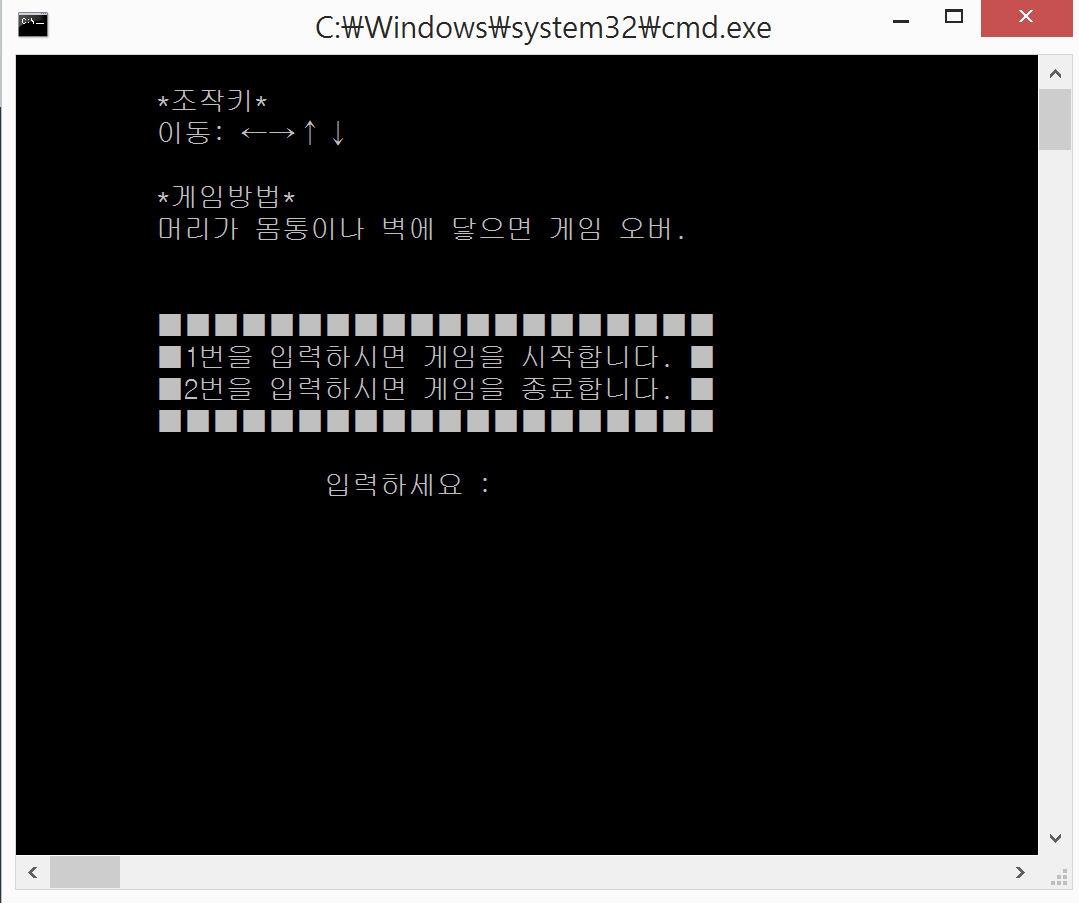 C:₩Windows₩system32₩cmd.exe
*조작키*
이동: ←→↑↓
*게임방법*
머리가 몸통이나 벽에 닿으면 게임 오버.
■■■■■■■■■■■■■■■■■■■■
■1번을 입력하시면 게임을 시작합니다. ■
■2번을 입력하시면 게임을 종료합니다. ■
■■■■■■■■■■■■■■■■■■■■
입력하세요 :